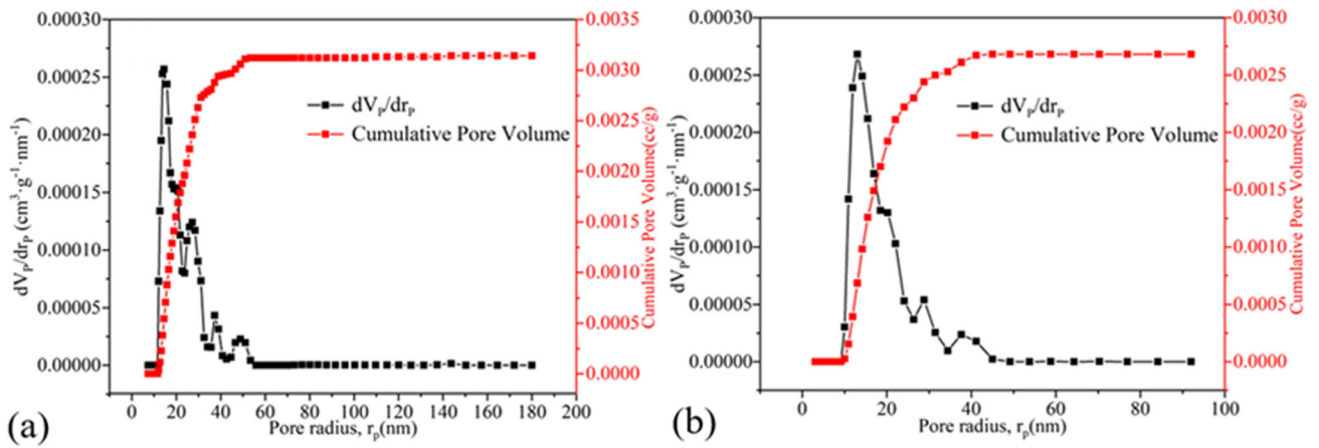 0.00030
0.00025
0.00020
0.00015
0.00010
0.00005
0.00000
dVP/drP (cm³·g⁻¹·nm⁻¹)
0.0035
0.0030
0.0025
0.0020
0.0015
0.0010
0.0005
0.0000
Cumulative Pore Volume(cc/g)
dVP/drP
Cumulative Pore Volume
0 20 40 60 80 100 120 140 160 180 200
Pore radius, rp(nm)
(a)
0.00030
0.00025
0.00020
0.00015
0.00010
0.00005
0.00000
dVP/drP (cm³·g⁻¹·nm⁻¹)
0.0030
0.0025
0.0020
0.0015
0.0010
0.0005
0.0000
Cumulative Pore Volume(cc/g)
dVP/drP
Cumulative Pore Volume
0 20 40 60 80 100
Pore radius, rp(nm)
(b)